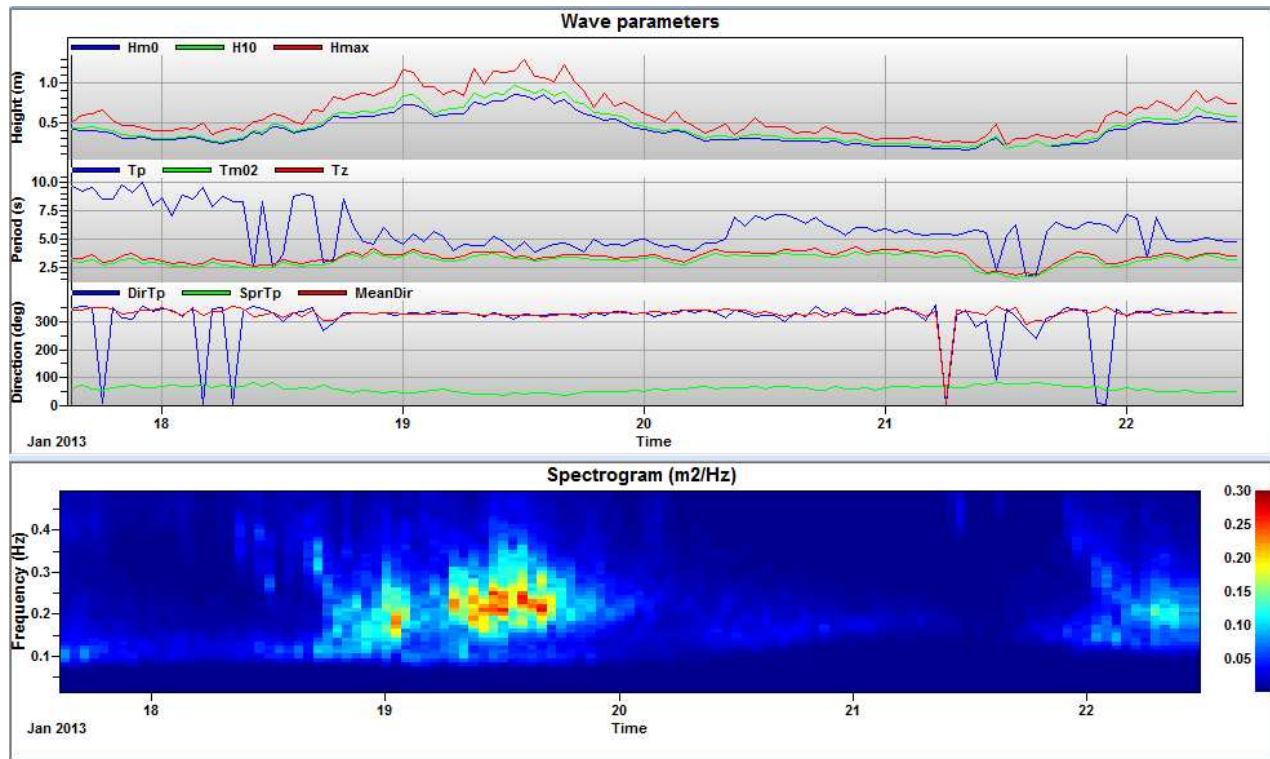 Wave parameters
Hm0 H10 Hmax
Height (m)
1.0
0.5
Tp Tm02 Tz
Period (s)
10.0
7.5
5.0
2.5
DirTp SprTp MeanDir
Direction (deg)
300
200
100
0
18 19 20 21 22
Jan 2013 Time
Spectrogram (m2/Hz)
Frequency (Hz)
0.4
0.3
0.2
0.1
0.30
0.25
0.20
0.15
0.10
0.05
18 19 20 21 22
Jan 2013 Time